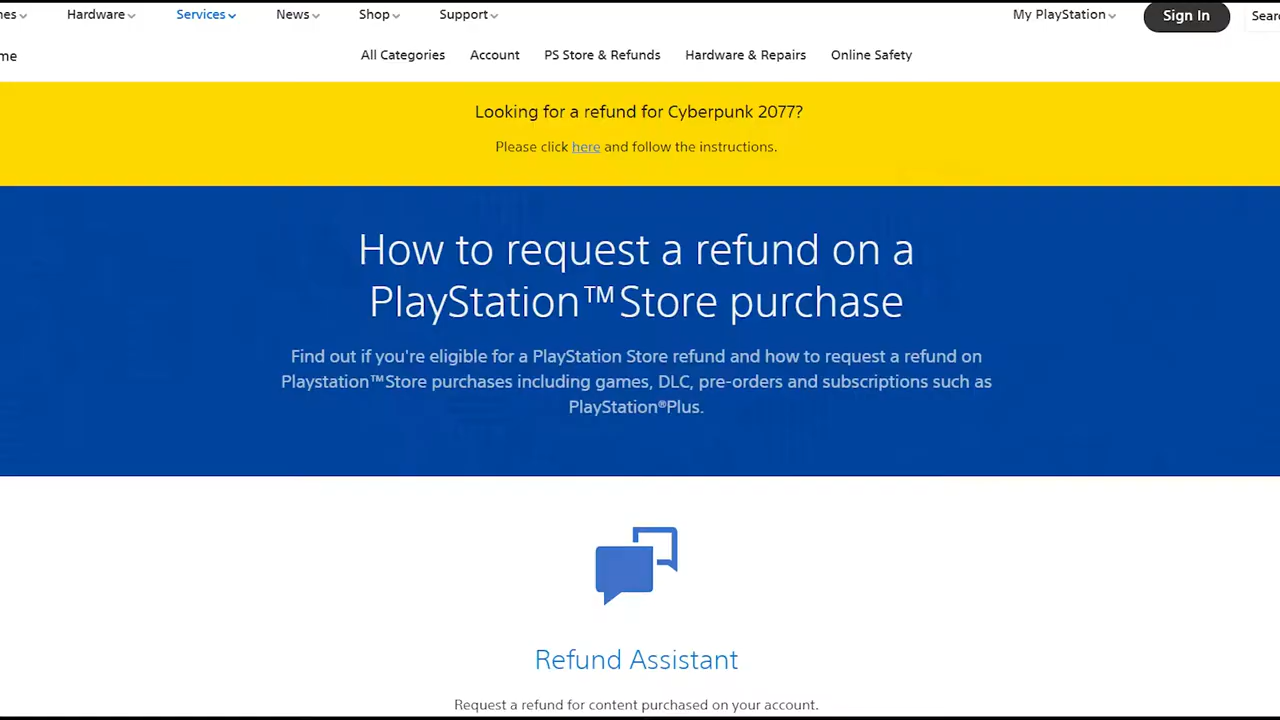 nes Hardware Services News Shop Support My PlayStation Sign In Sear
me All Categories Account PS Store & Refunds Hardware & Repairs Online Safety
Looking for a refund for Cyberpunk 2077?
Please click here and follow the instructions.
How to request a refund on a
PlayStation™Store purchase
Find out if you're eligible for a PlayStation Store refund and how to request a refund on
Playstation™Store purchases including games, DLC, pre-orders and subscriptions such as
PlayStation®Plus.
Refund Assistant
Request a refund for content purchased on your account.